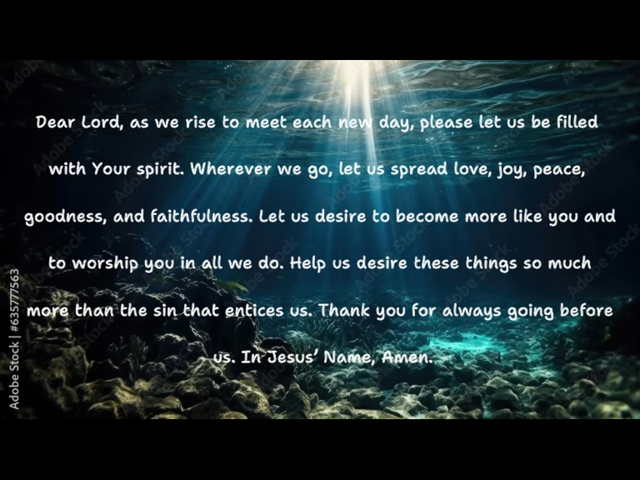 Dear Lord, as we rise to meet each new day, please let us be filled
with Your spirit. Wherever we go, let us spread love, joy, peace,
goodness, and faithfulness. Let us desire to become more like you and
to worship you in all we do. Help us desire these things so much
more than the sin that entices us. Thank you for always going before
us. In Jesus' Name, Amen.
Adobe Stock | #635777563